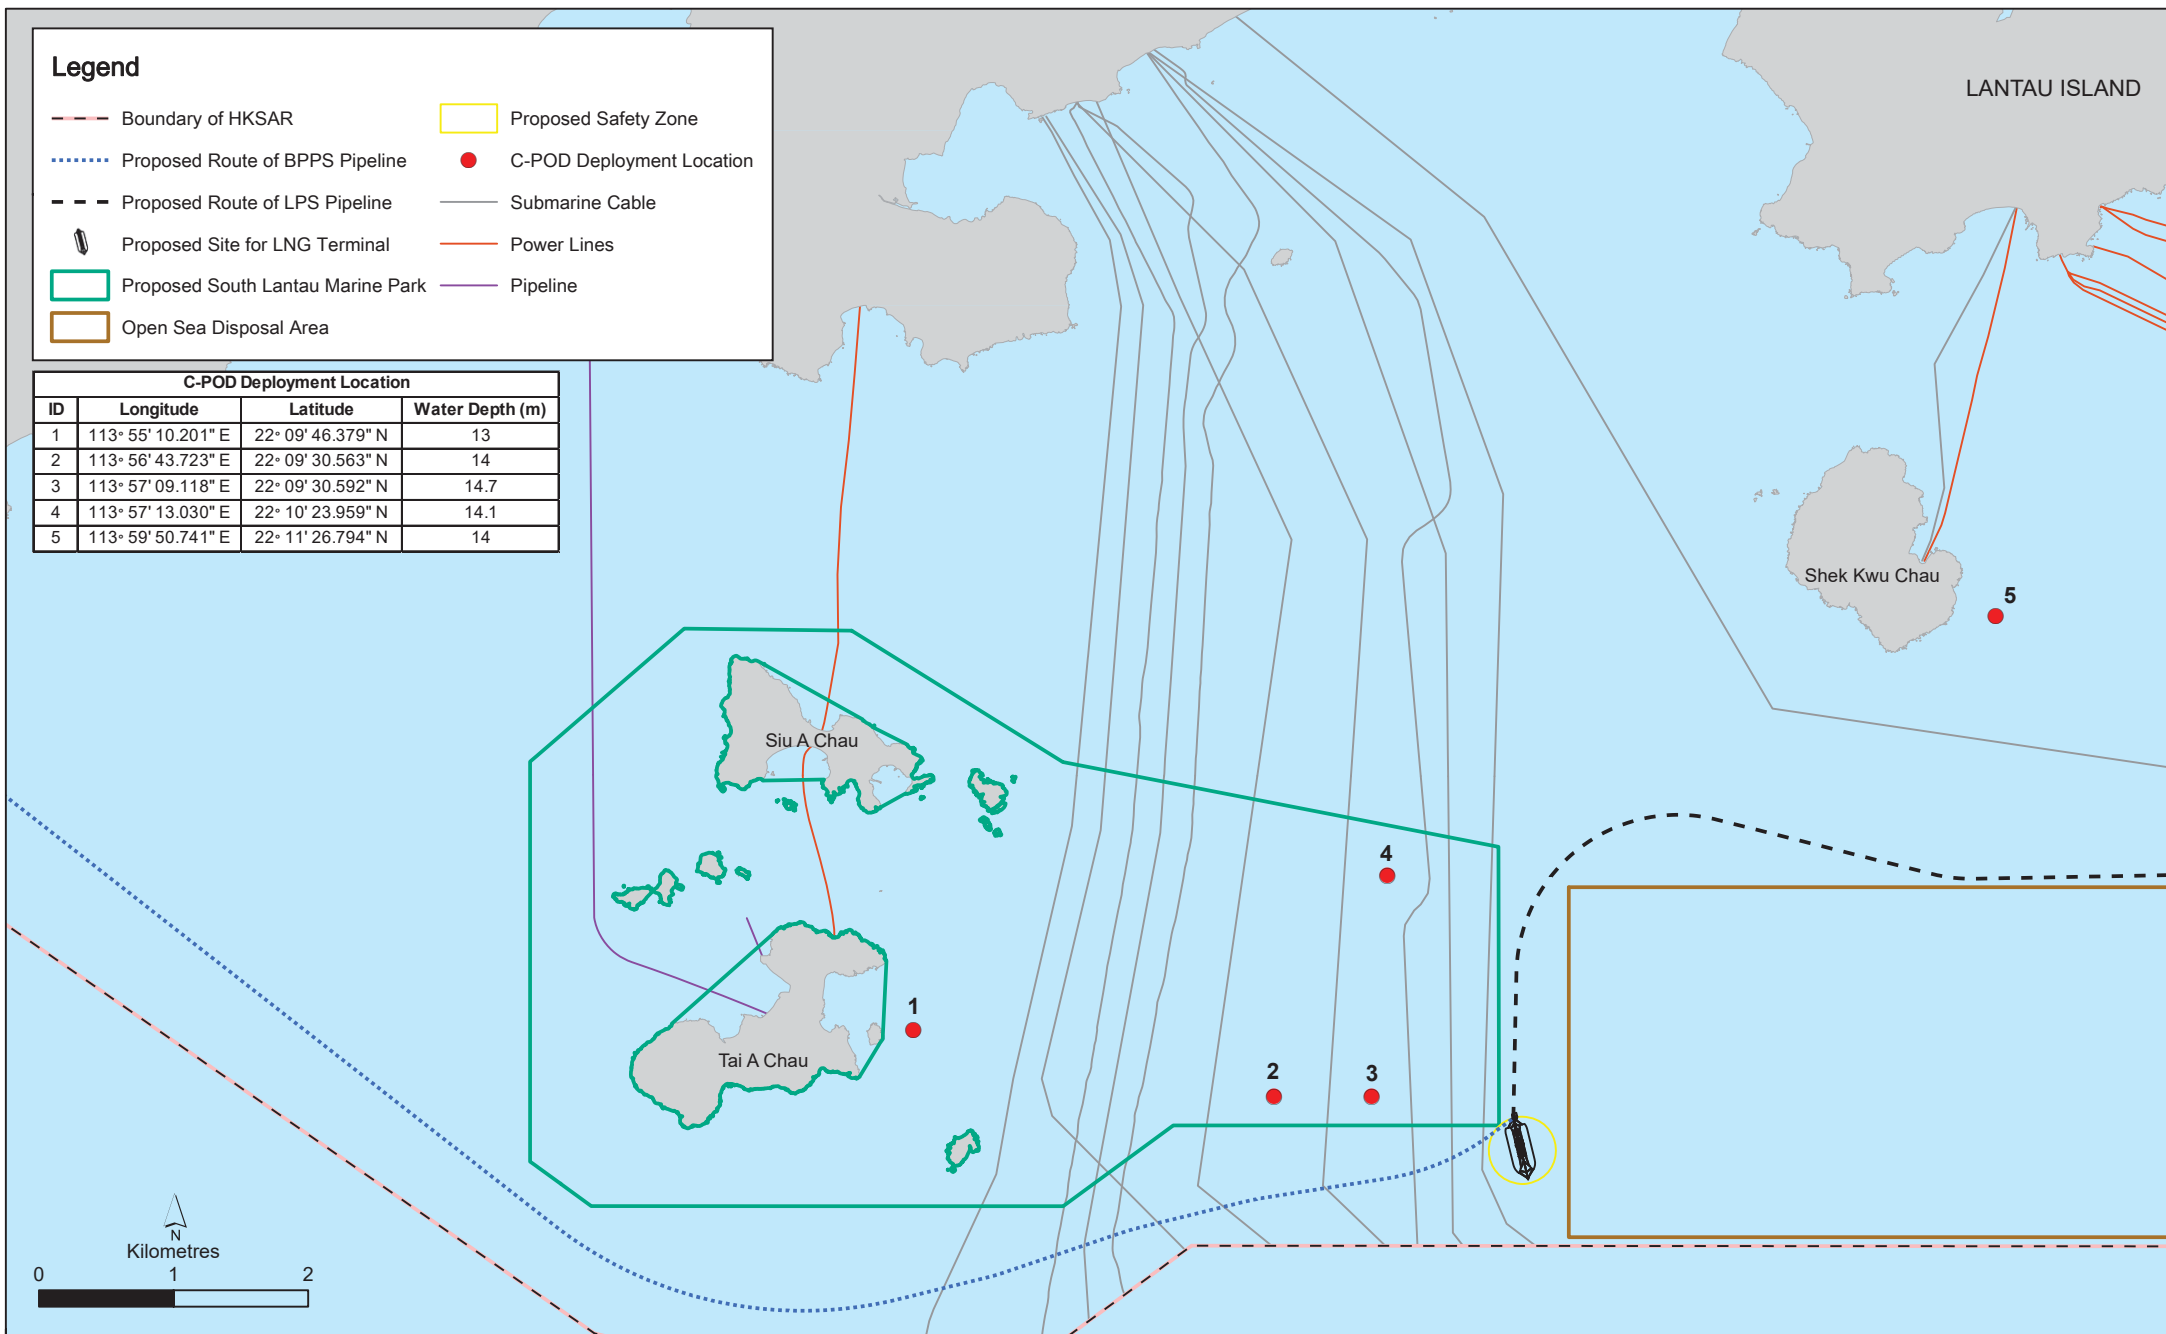 Legend
Boundary of HKSAR
Proposed Route of BPPS Pipeline
Proposed Route of LPS Pipeline
Proposed Site for LNG Terminal
Proposed South Lantau Marine Park
Open Sea Disposal Area
Proposed Safety Zone
C-POD Deployment Location
Submarine Cable
Power Lines
Pipeline
C-POD Deployment Location
ID Longitude Latitude Water Depth (m)
1 113° 55' 10.201" E 22° 09' 46.379" N 13
2 113° 56' 43.723" E 22° 09' 30.563" N 14
3 113° 57' 09.118" E 22° 09' 30.592" N 14.7
4 113° 57' 13.030" E 22° 10' 23.959" N 14.1
5 113° 59' 50.741" E 22° 11' 26.794" N 14
LANTAU ISLAND
Shek Kwu Chau
5
Siu A Chau
4
1
Tai A Chau
2
3
N
Kilometres
0 1 2